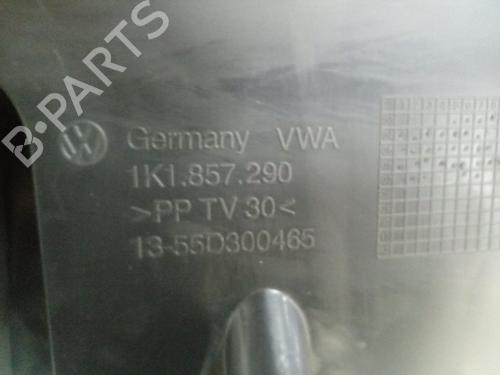 B-PARTS
Germany VWA
1K1.857.290
>PP TV 30<
13-55D300465